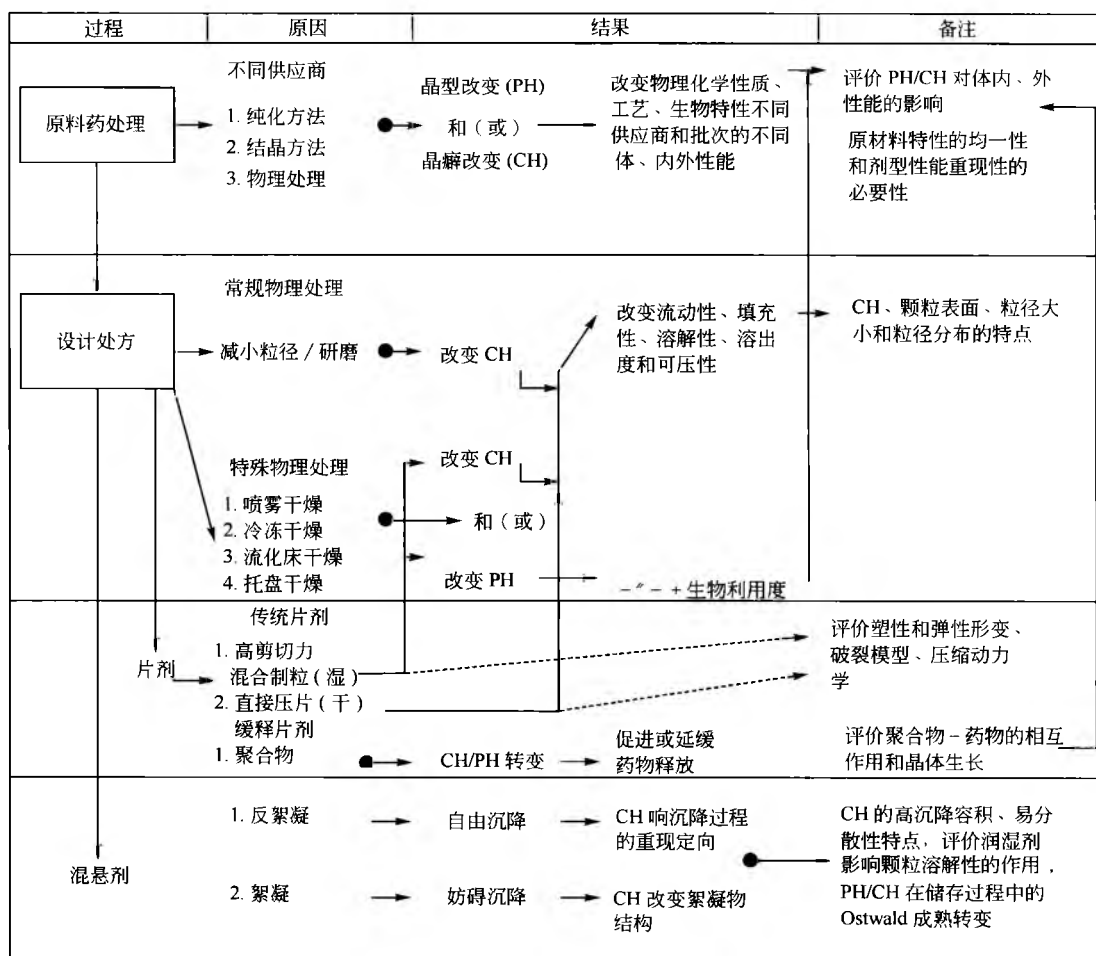 过程
原因
结果
备注
原料药处理
不同供应商
1. 纯化方法
2. 结晶方法
3. 物理处理
晶型改变 (PH)
和（或）
晶癖改变 (CH)
改变物理化学性质、
工艺、生物特性不同
供应商和批次的不同
体、内外性能
评价 PH/CH 对体内、外
性能的影响
原材料特性的均一性
和剂型性能重现性的
必要性
设计处方
常规物理处理
减小粒径 / 研磨
改变 CH
改变流动性、填充
性、溶解性、溶出
度和可压性
CH、颗粒表面、粒径大
小和粒径分布的特点
特殊物理处理
1. 喷雾干燥
2. 冷冻干燥
3. 流化床干燥
4. 托盘干燥
改变 CH
和（或）
改变 PH
-〃- + 生物利用度
片剂
传统片剂
1. 高剪切力
混合制粒（湿）
2. 直接压片（干）
缓释片剂
1. 聚合物
CH/PH 转变
促进或延缓
药物释放
评价塑性和弹性形变、
破裂模型、压缩动力
学
评价聚合物 – 药物的相互
作用和晶体生长
混悬剂
1. 反絮凝
自由沉降
CH 响沉降过程
的重现定向
2. 絮凝
妨碍沉降
CH 改变絮凝物
结构
CH 的高沉降容积、易分
散性特点，评价润湿剂
影响颗粒溶解性的作用，
PH/CH 在储存过程中的
Ostwald 成熟转变